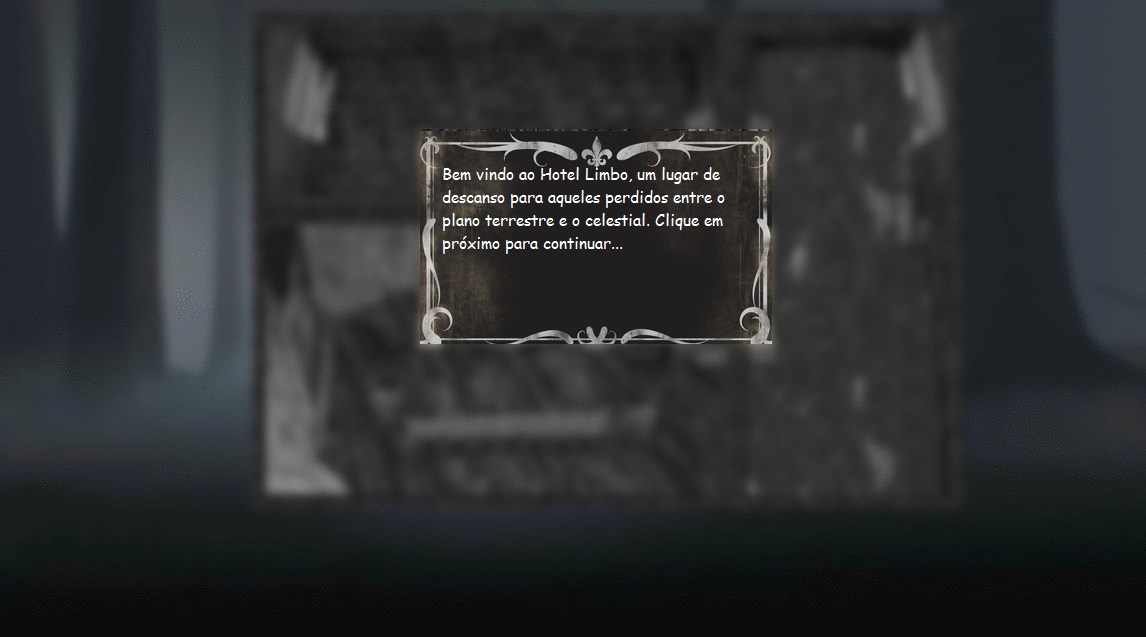 Bem vindo ao Hotel Limbo, um lugar de
descanso para aqueles perdidos entre o
plano terrestre e o celestial. Clique em
próximo para continuar...